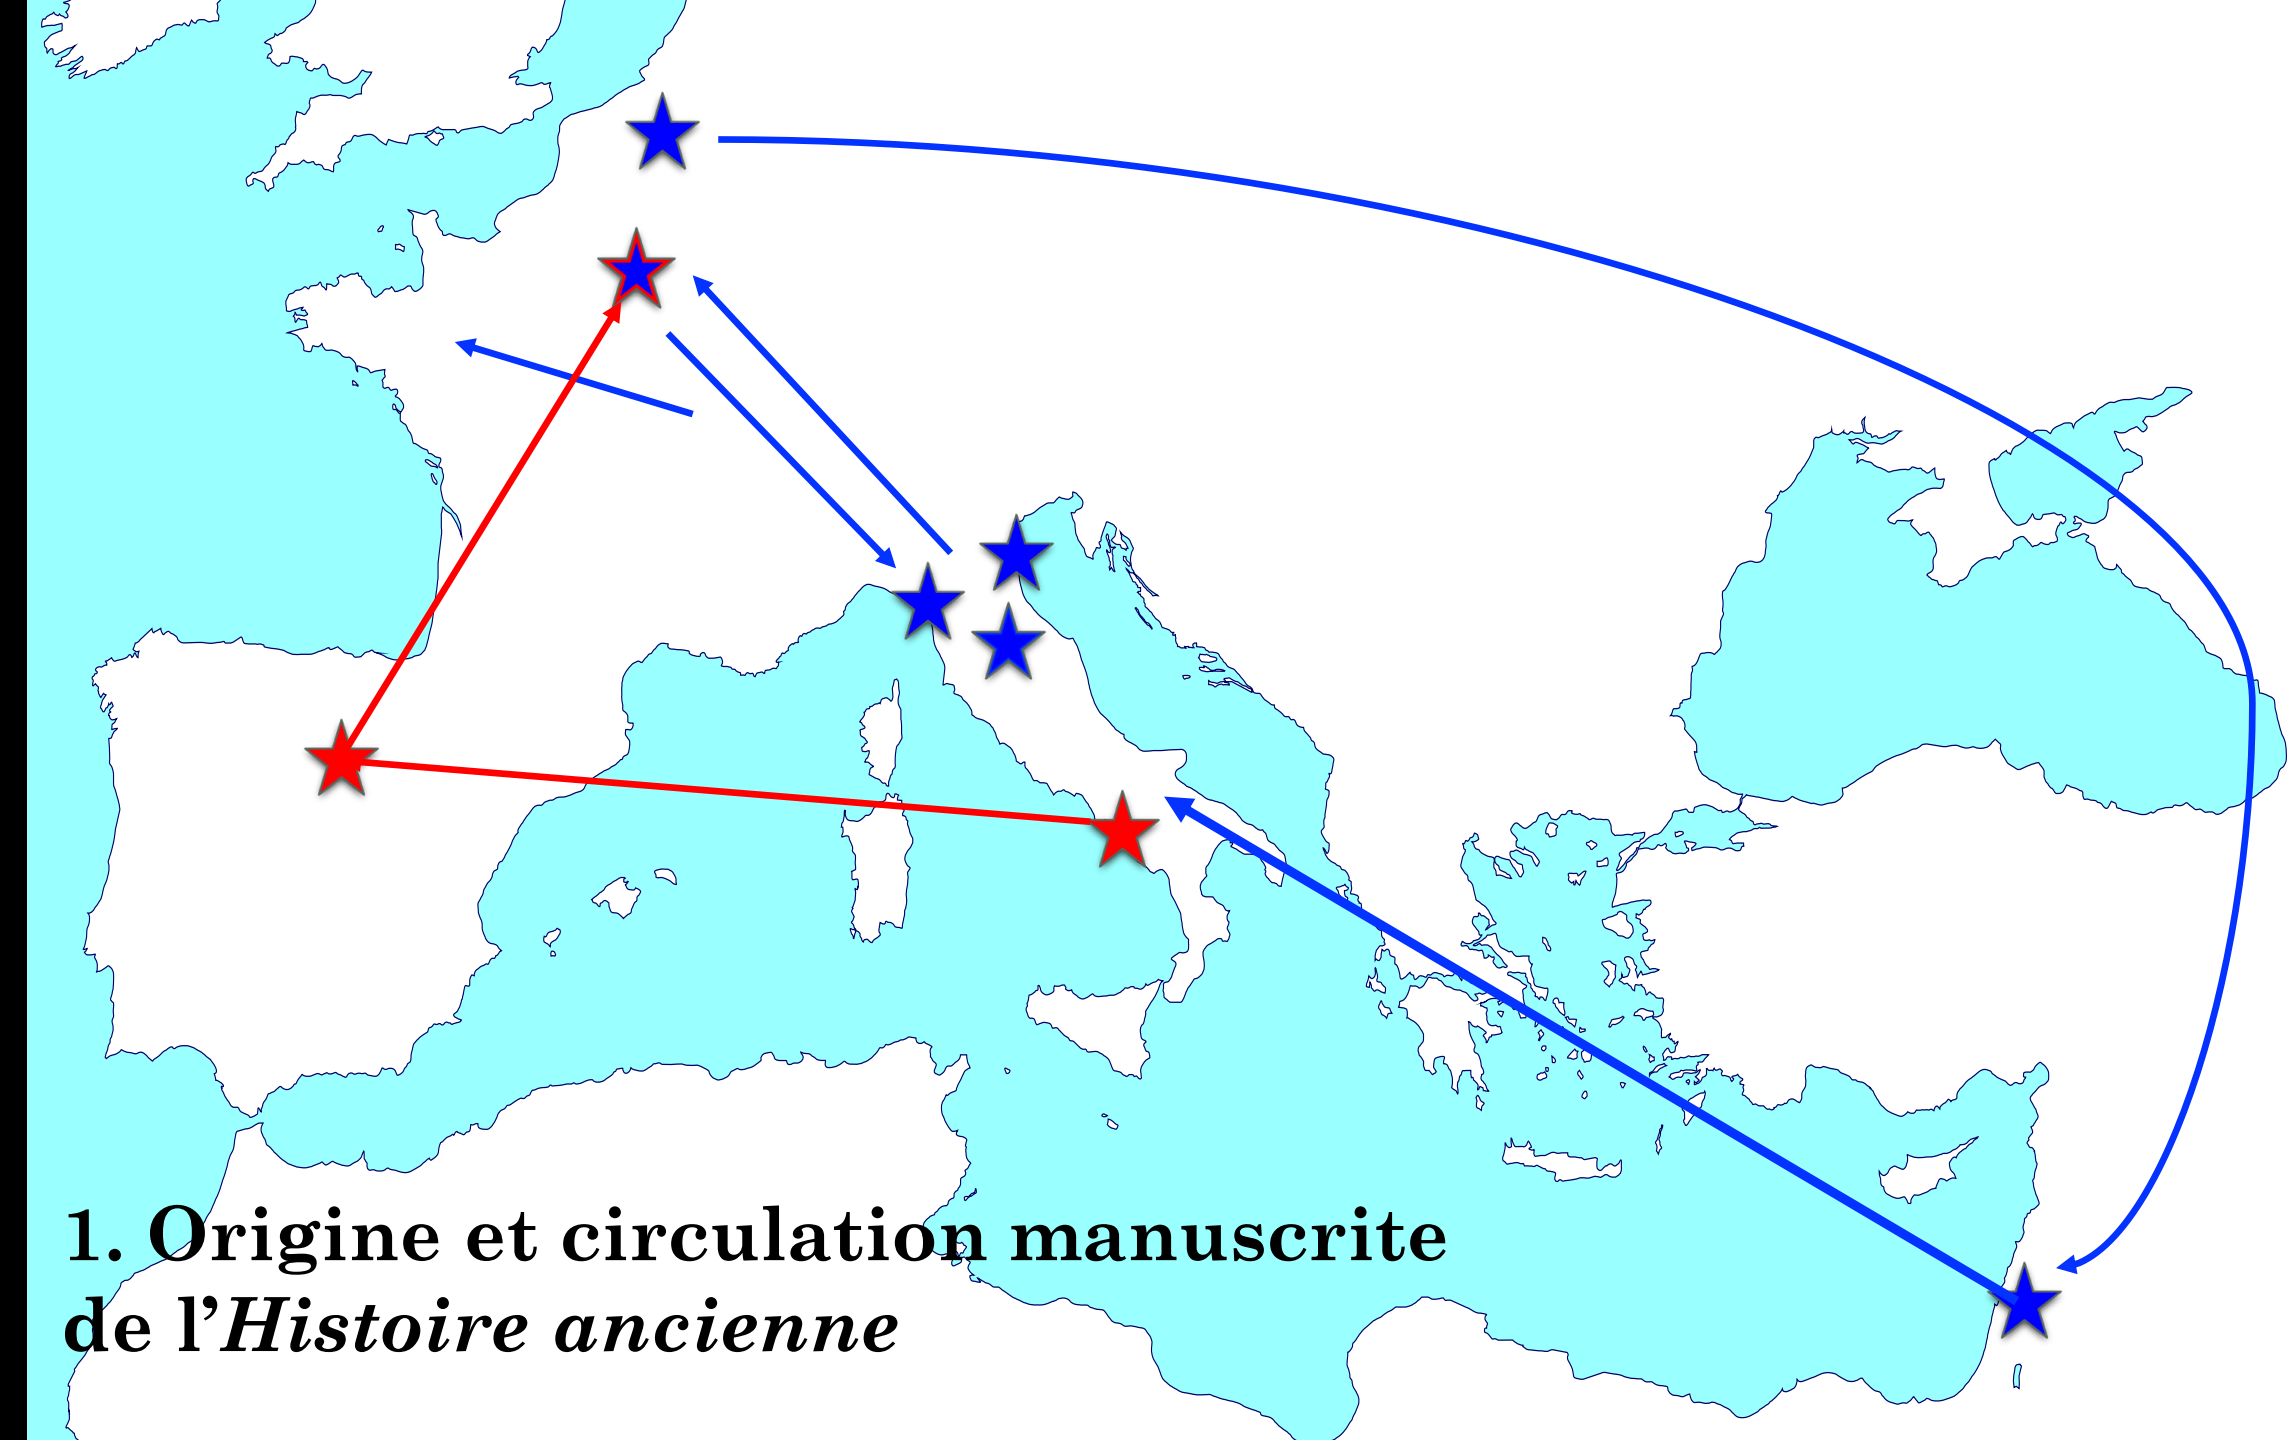 1. Origine et circulation manuscrite
de l’Histoire ancienne